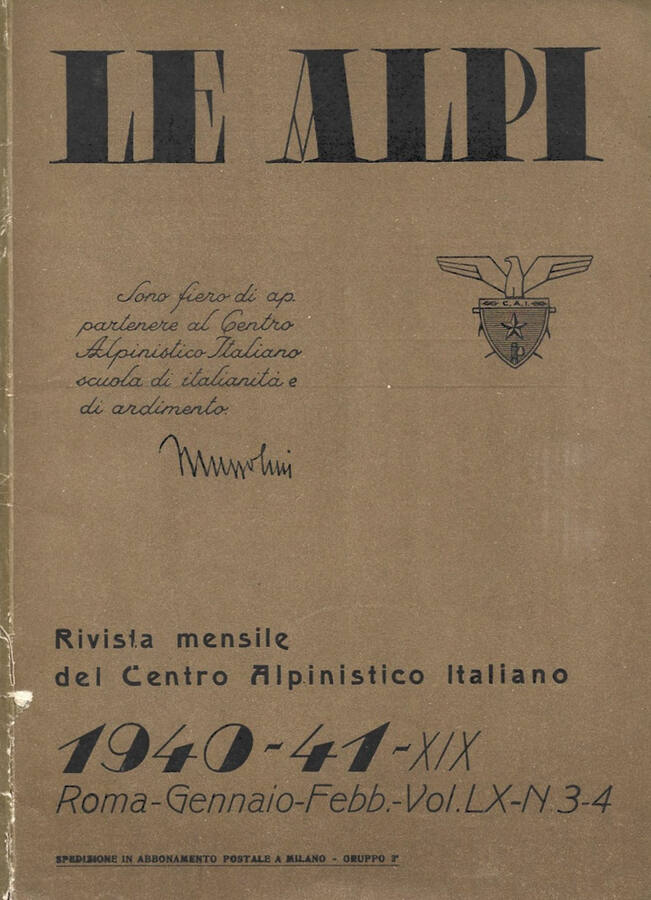 LE ALPI
Sono fiero di ap.
partenere al Centro
Alpinistico Italiano
scuola di italianità e
di ardimento.
Mussolini
C.A.I.
Rivista mensile
del Centro Alpinistico Italiano
1940-41-XIX
Roma-Gennaio-Febb.-Vol.LX-N.3-4
SPEDIZIONE IN ABBONAMENTO POSTALE A MILANO - GRUPPO 3°